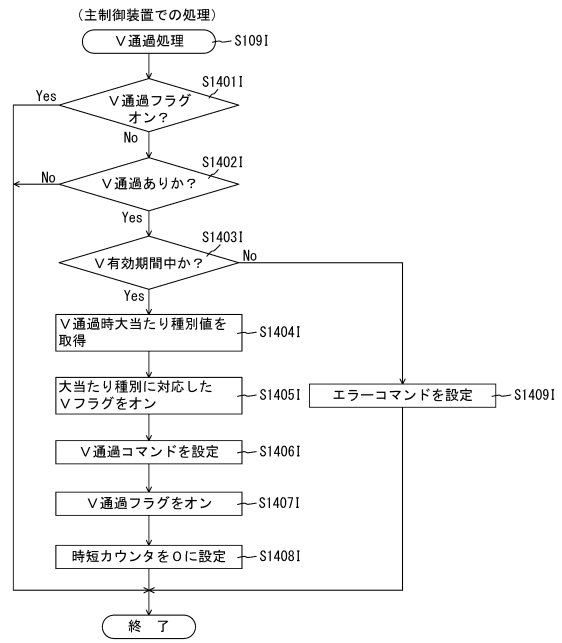 (主制御装置での処理)
V通過処理
S109I
S1401I
Yes
V通過フラグ
オン?
No
S1402I
No
V通過ありか?
Yes
S1403I
V有効期間中か?
No
Yes
V通過時大当たり種別値を
取得
S1404I
大当たり種別に対応した
Vフラグをオン
S1405I
エラーコマンドを設定
S1409I
V通過コマンドを設定
S1406I
V通過フラグをオン
S1407I
時短カウンタを0に設定
S1408I
終 了